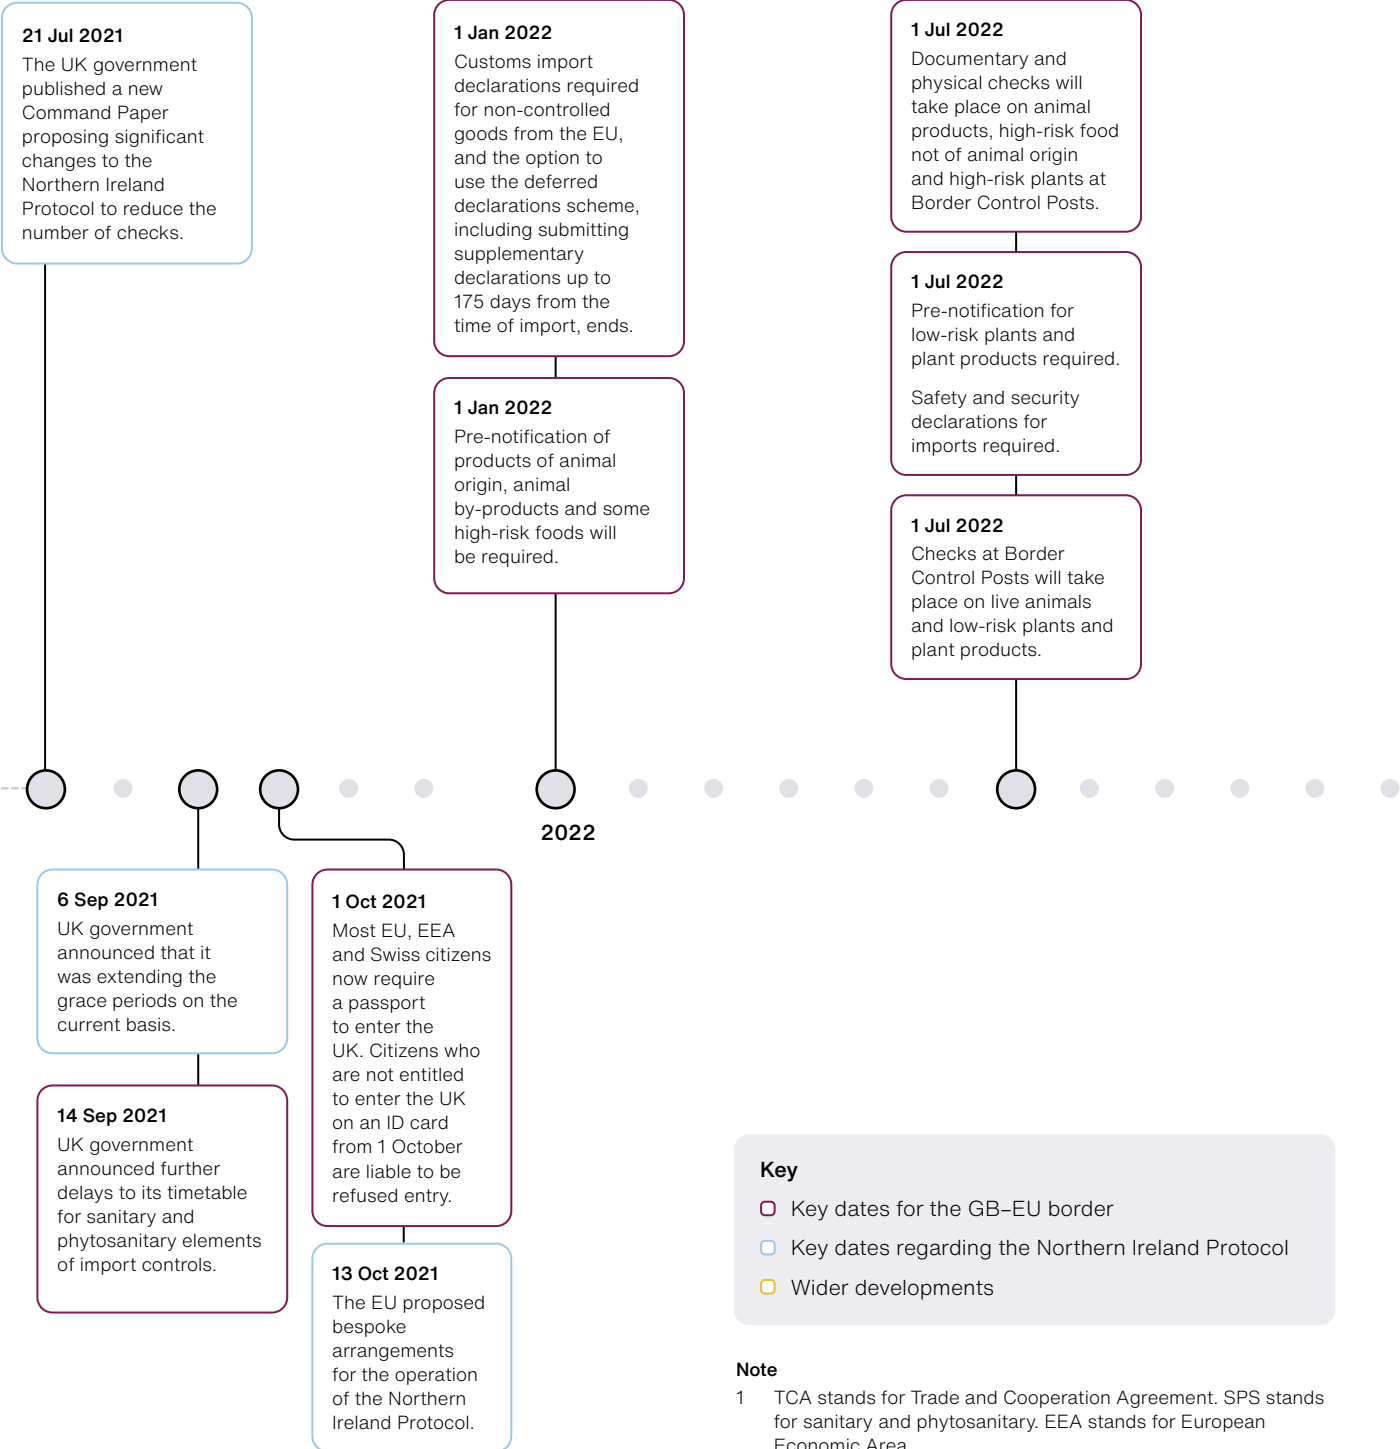 21 Jul 2021
The UK government
published a new
Command Paper
proposing significant
changes to the
Northern Ireland
Protocol to reduce the
number of checks.
1 Jan 2022
Customs import
declarations required
for non-controlled
goods from the EU,
and the option to
use the deferred
declarations scheme,
including submitting
supplementary
declarations up to
175 days from the
time of import, ends.
1 Jan 2022
Pre-notification of
products of animal
origin, animal
by-products and some
high-risk foods will
be required.
1 Jul 2022
Documentary and
physical checks will
take place on animal
products, high-risk food
not of animal origin
and high-risk plants at
Border Control Posts.
1 Jul 2022
Pre-notification for
low-risk plants and
plant products required.
Safety and security
declarations for
imports required.
1 Jul 2022
Checks at Border
Control Posts will take
place on live animals
and low-risk plants and
plant products.
2022
6 Sep 2021
UK government
announced that it
was extending the
grace periods on the
current basis.
14 Sep 2021
UK government
announced further
delays to its timetable
for sanitary and
phytosanitary elements
of import controls.
1 Oct 2021
Most EU, EEA
and Swiss citizens
now require
a passport
to enter the
UK. Citizens who
are not entitled
to enter the UK
on an ID card
from 1 October
are liable to be
refused entry.
13 Oct 2021
The EU proposed
bespoke
arrangements
for the operation
of the Northern
Ireland Protocol.
Key
Key dates for the GB–EU border
Key dates regarding the Northern Ireland Protocol
Wider developments
Note
1 TCA stands for Trade and Cooperation Agreement. SPS stands
for sanitary and phytosanitary. EEA stands for European
Economic Area